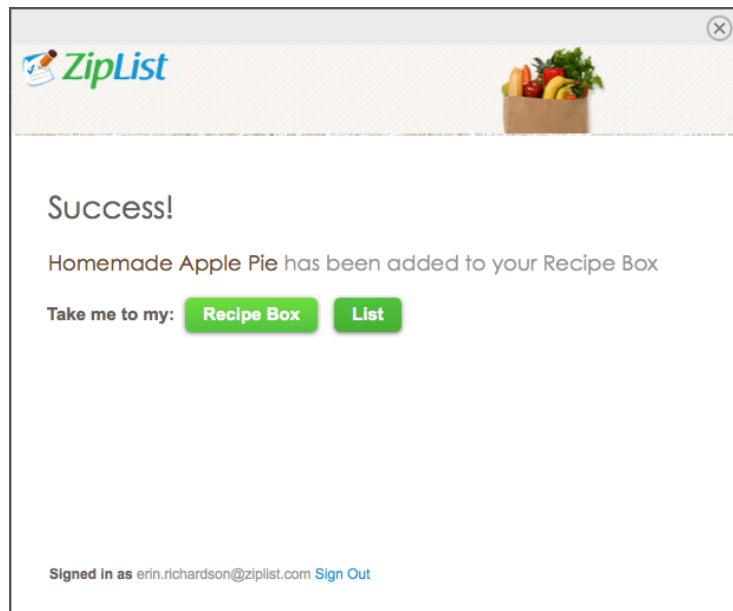 ZipList
Success!
Homemade Apple Pie has been added to your Recipe Box
Take me to my: Recipe Box List
Signed in as erin.richardson@ziplist.com Sign Out